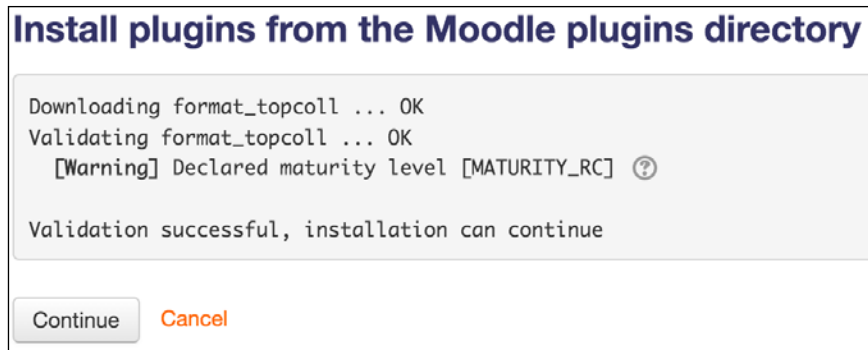 Install plugins from the Moodle plugins directory
Downloading format_topcoll ... OK
Validating format_topcoll ... OK
[Warning] Declared maturity level [MATURITY_RC] ?
Validation successful, installation can continue
Continue Cancel